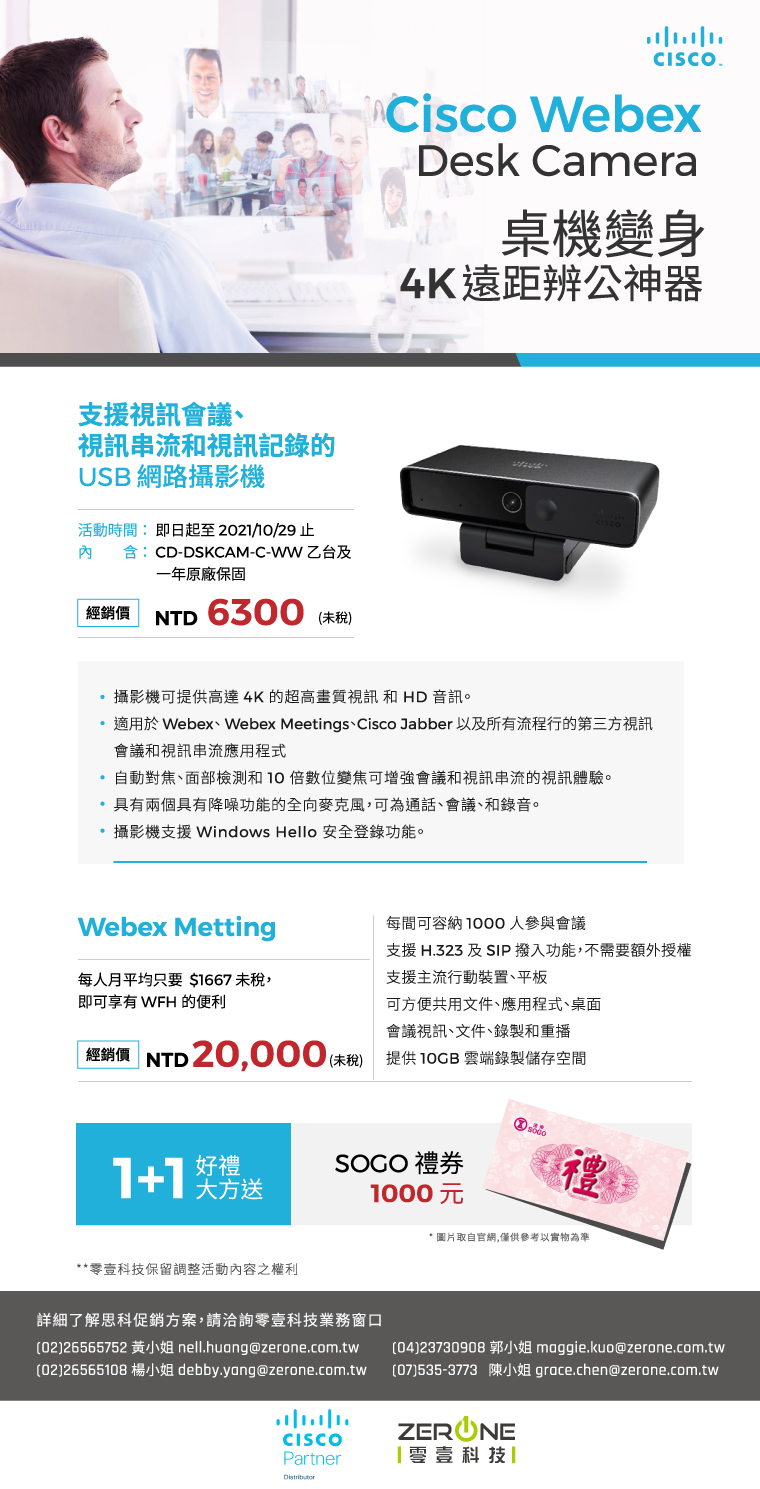 CISCO
Cisco Webex
Desk Camera
桌機變身
4K 遠距辦公神器
支援視訊會議、
視訊串流和視訊記錄的
USB 網路攝影機
活動時間： 即日起至 2021/10/29 止
內 含： CD-DSKCAM-C-WW 乙台及
一年原廠保固
經銷價 NTD 6300 (未稅)
• 攝影機可提供高達 4K 的超高畫質視訊 和 HD 音訊。
• 適用於 Webex、Webex Meetings、Cisco Jabber 以及所有流程行的第三方視訊
會議和視訊串流應用程式
• 自動對焦、面部檢測和 10 倍數位變焦可增強會議和視訊串流的視訊體驗。
• 具有兩個具有降噪功能的全向麥克風，可為通話、會議、和錄音。
• 攝影機支援 Windows Hello 安全登錄功能。
Webex Metting
每人月平均只要 $1667 未稅，
即可享有 WFH 的便利
經銷價 NTD 20,000 (未稅)
每間可容納 1000 人參與會議
支援 H.323 及 SIP 撥入功能，不需要額外授權
支援主流行動裝置、平板
可方便共用文件、應用程式、桌面
會議視訊、文件、錄製和重播
提供 10GB 雲端錄製儲存空間
1+1 好禮
大方送
SOGO 禮券
1000 元
SOGO
禮
* 圖片取自官網,僅供參考以實物為準
**零壹科技保留調整活動內容之權利
詳細了解思科促銷方案，請洽詢零壹科技業務窗口
(02)26565752 黃小姐 nell.huang@zerone.com.tw (04)23730908 郭小姐 maggie.kuo@zerone.com.tw
(02)26565108 楊小姐 debby.yang@zerone.com.tw (07)535-3773 陳小姐 grace.chen@zerone.com.tw
CISCO
Partner
Distributor
ZERONE
零壹科技